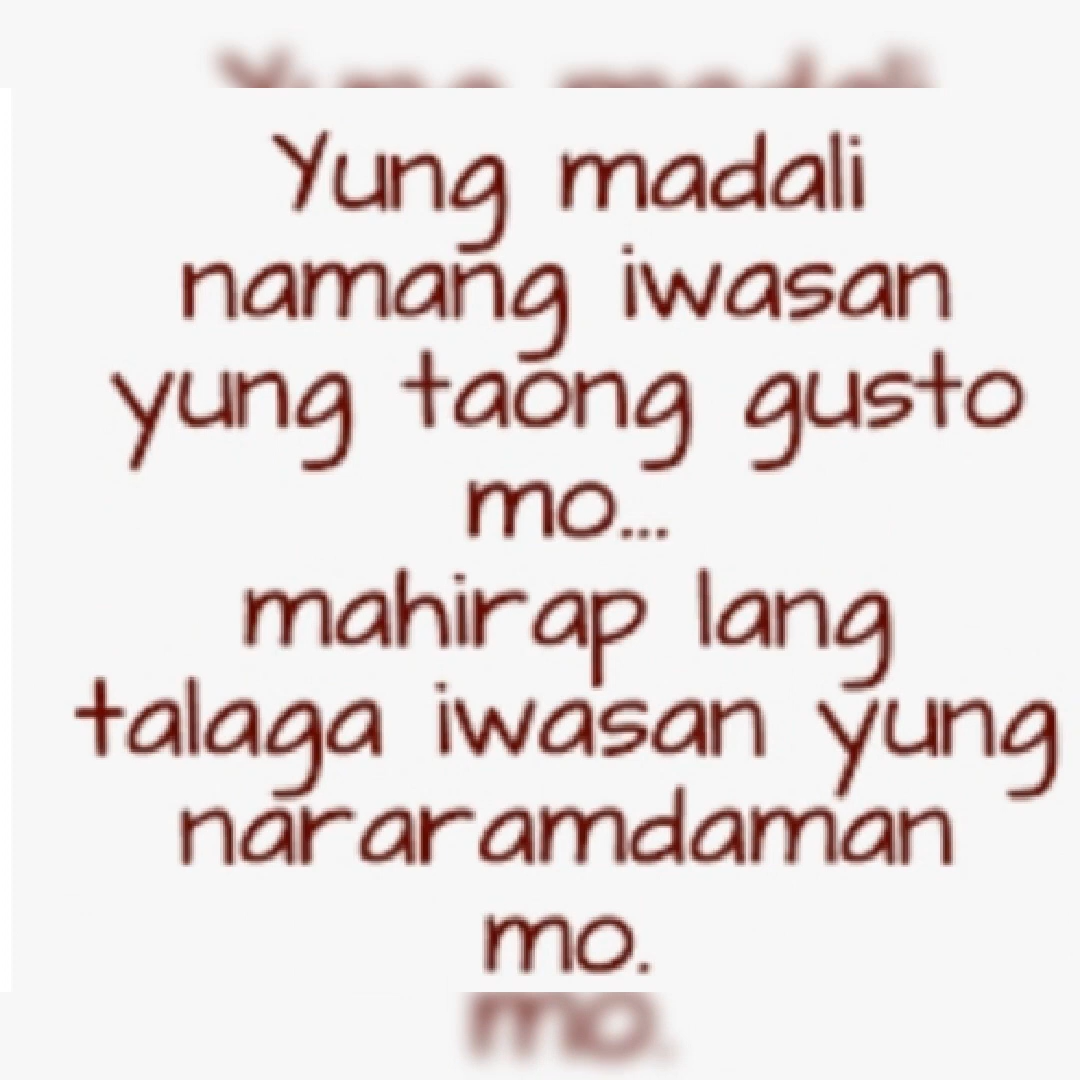 Yung madali
namang iwasan
yung taong gusto
mo...
mahirap lang
talaga iwasan yung
nararamdaman
mo.